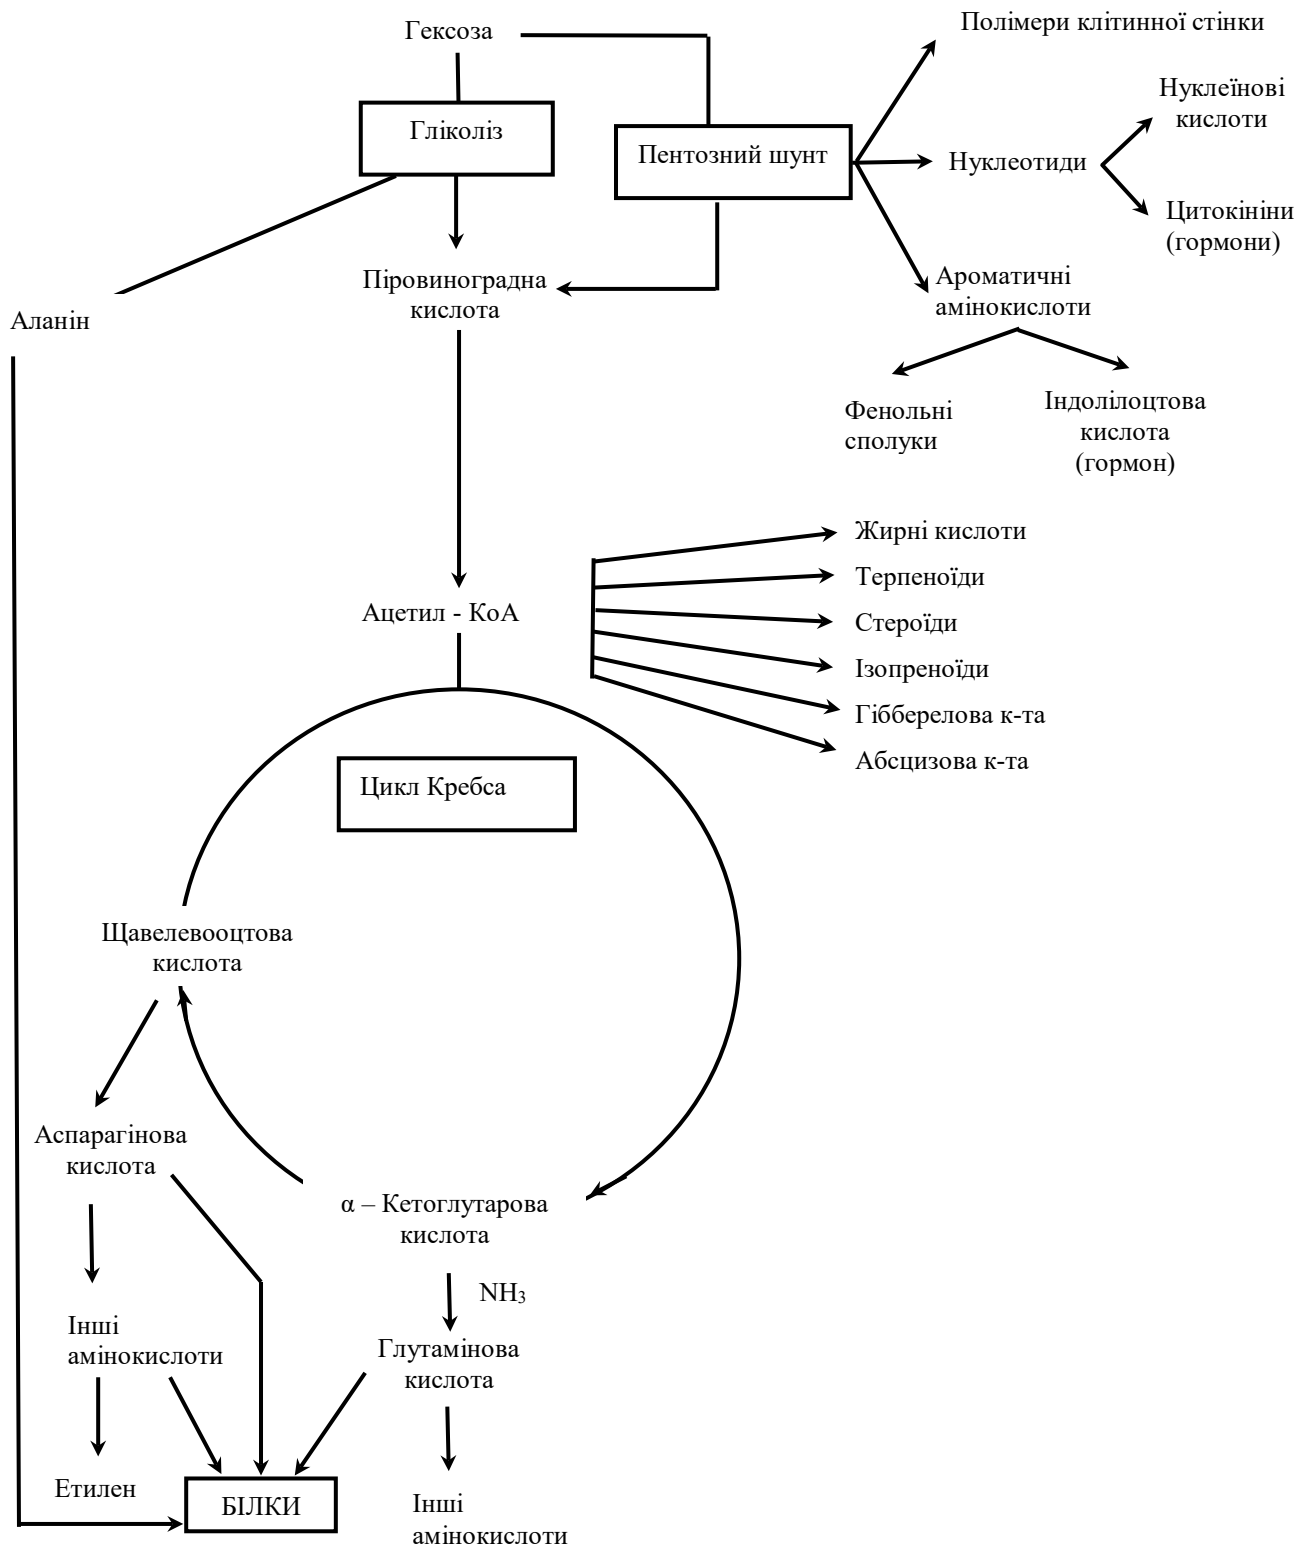 Гексоза
Полімери клітинної стінки
Нуклеїнові
кислоти
Гліколіз
Пентозний шунт
Нуклеотиди
Цитокініни
(гормони)
Піровиноградна
кислота
Ароматичні
амінокислоти
Аланін
Фенольні
сполуки
Індолілоцтова
кислота
(гормон)
Жирні кислоти
Терпеноїди
Ацетил - КоА
Стероїди
Ізопреноїди
Гібберелова к-та
Абсцизова к-та
Цикл Кребса
Щавелевооцтова
кислота
Аспарагінова
кислота
α – Кетоглутарова
кислота
NH₃
Інші
амінокислоти
Глутамінова
кислота
Етилен
БІЛКИ
Інші
амінокислоти